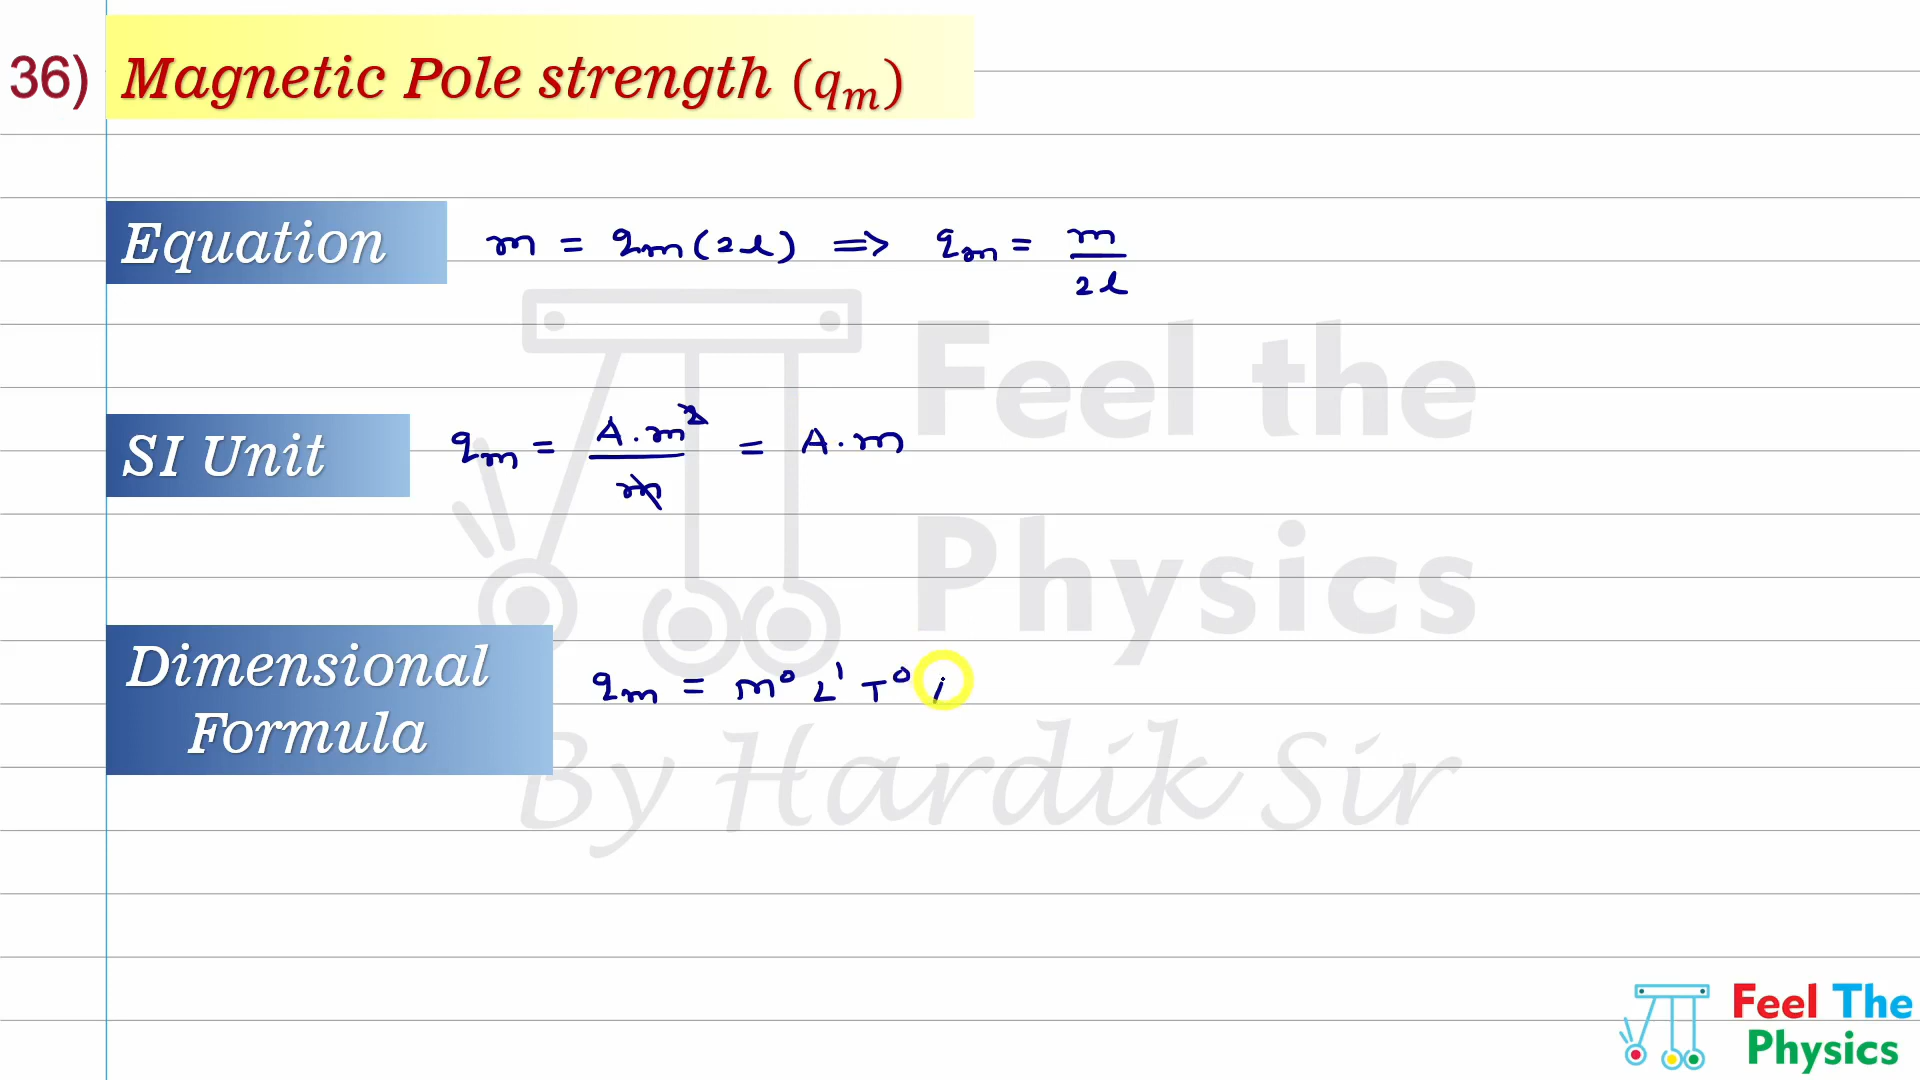 36) Magnetic Pole strength (qₘ)
Equation m = qₘ(2l) ⇒ qₘ = m / 2l
SI Unit qₘ = A·m² / m = A·m
Dimensional
Formula
qₘ = M⁰ L¹ T⁰
Feel the
Physics
By Hardik Sir
Feel The
Physics